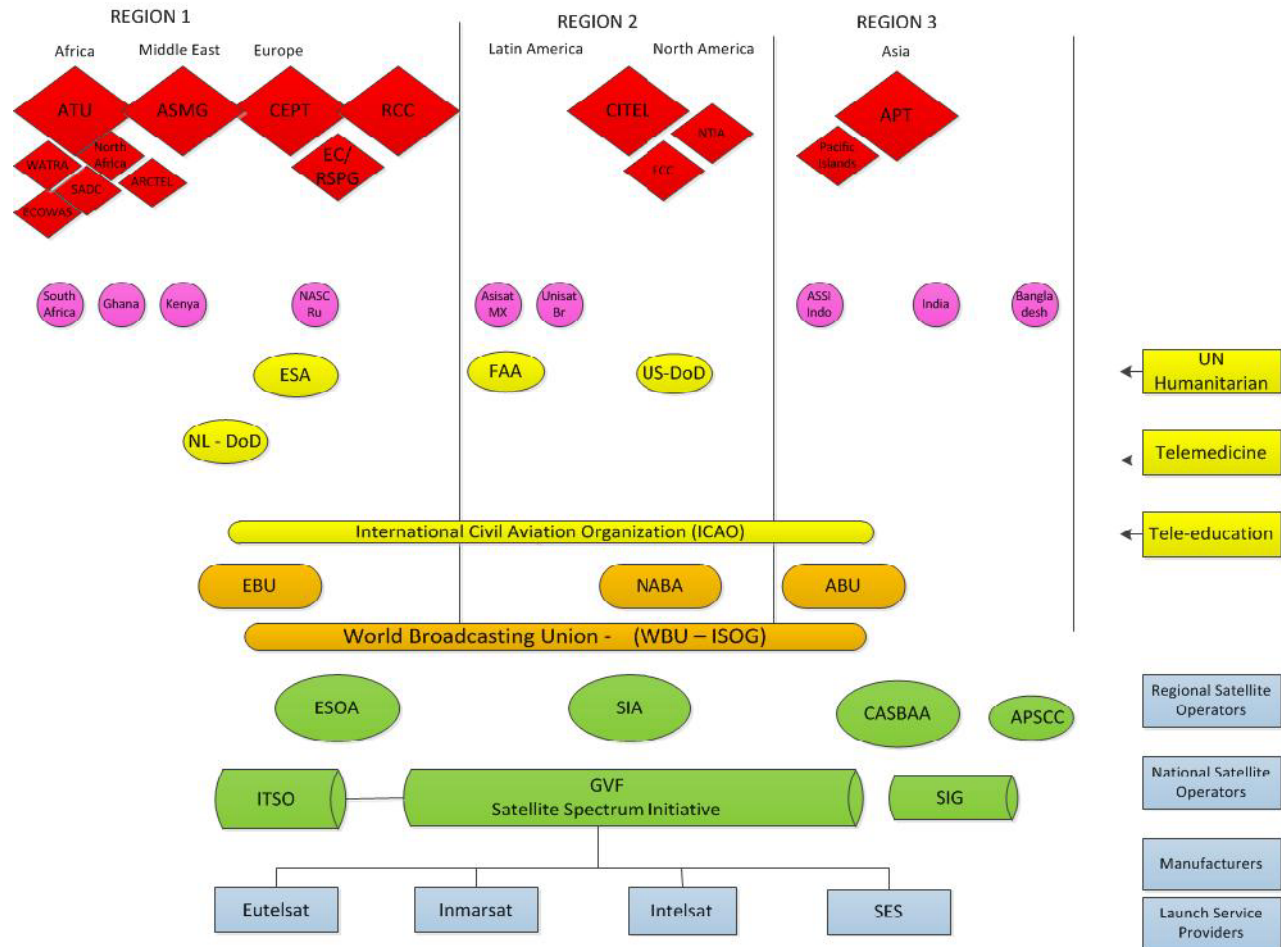 REGION 1
REGION 2
REGION 3
Africa
Middle East
Europe
Latin America
North America
Asia
ATU
ASMG
CEPT
RCC
CITEL
NTIA
APT
WATRA
North
Africa
SADC
ARCTEL
ECOWAS
EC/
RSPG
FCC
Pacific
Islands
South
Africa
Ghana
Kenya
NASC
Ru
Asisat
MX
Unisat
Br
ASSI
Indo
India
Bangla
desh
ESA
FAA
US-DoD
UN
Humanitarian
NL - DoD
Telemedicine
International Civil Aviation Organization (ICAO)
Tele-education
EBU
NABA
ABU
World Broadcasting Union - (WBU – ISOG)
ESOA
SIA
CASBAA
APSCC
Regional Satellite
Operators
ITSO
GVF
Satellite Spectrum Initiative
SIG
National Satellite
Operators
Manufacturers
Eutelsat
Inmarsat
Intelsat
SES
Launch Service
Providers